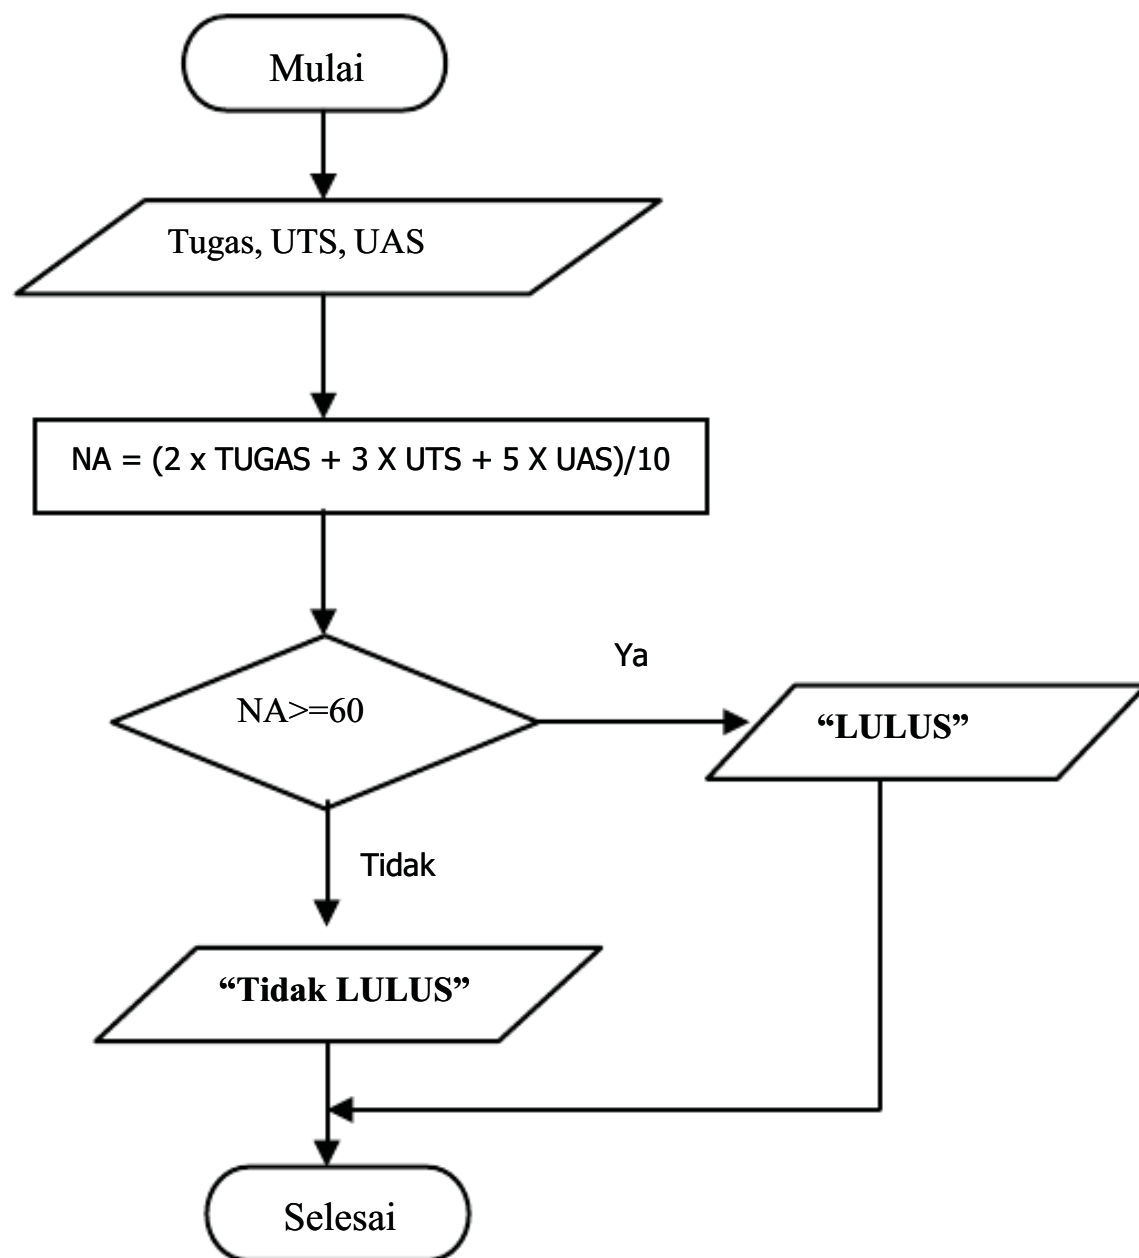 Mulai
Tugas, UTS, UAS
NA = (2 x TUGAS + 3 X UTS + 5 X UAS)/10
NA>=60
Ya
“LULUS”
Tidak
“Tidak LULUS”
Selesai